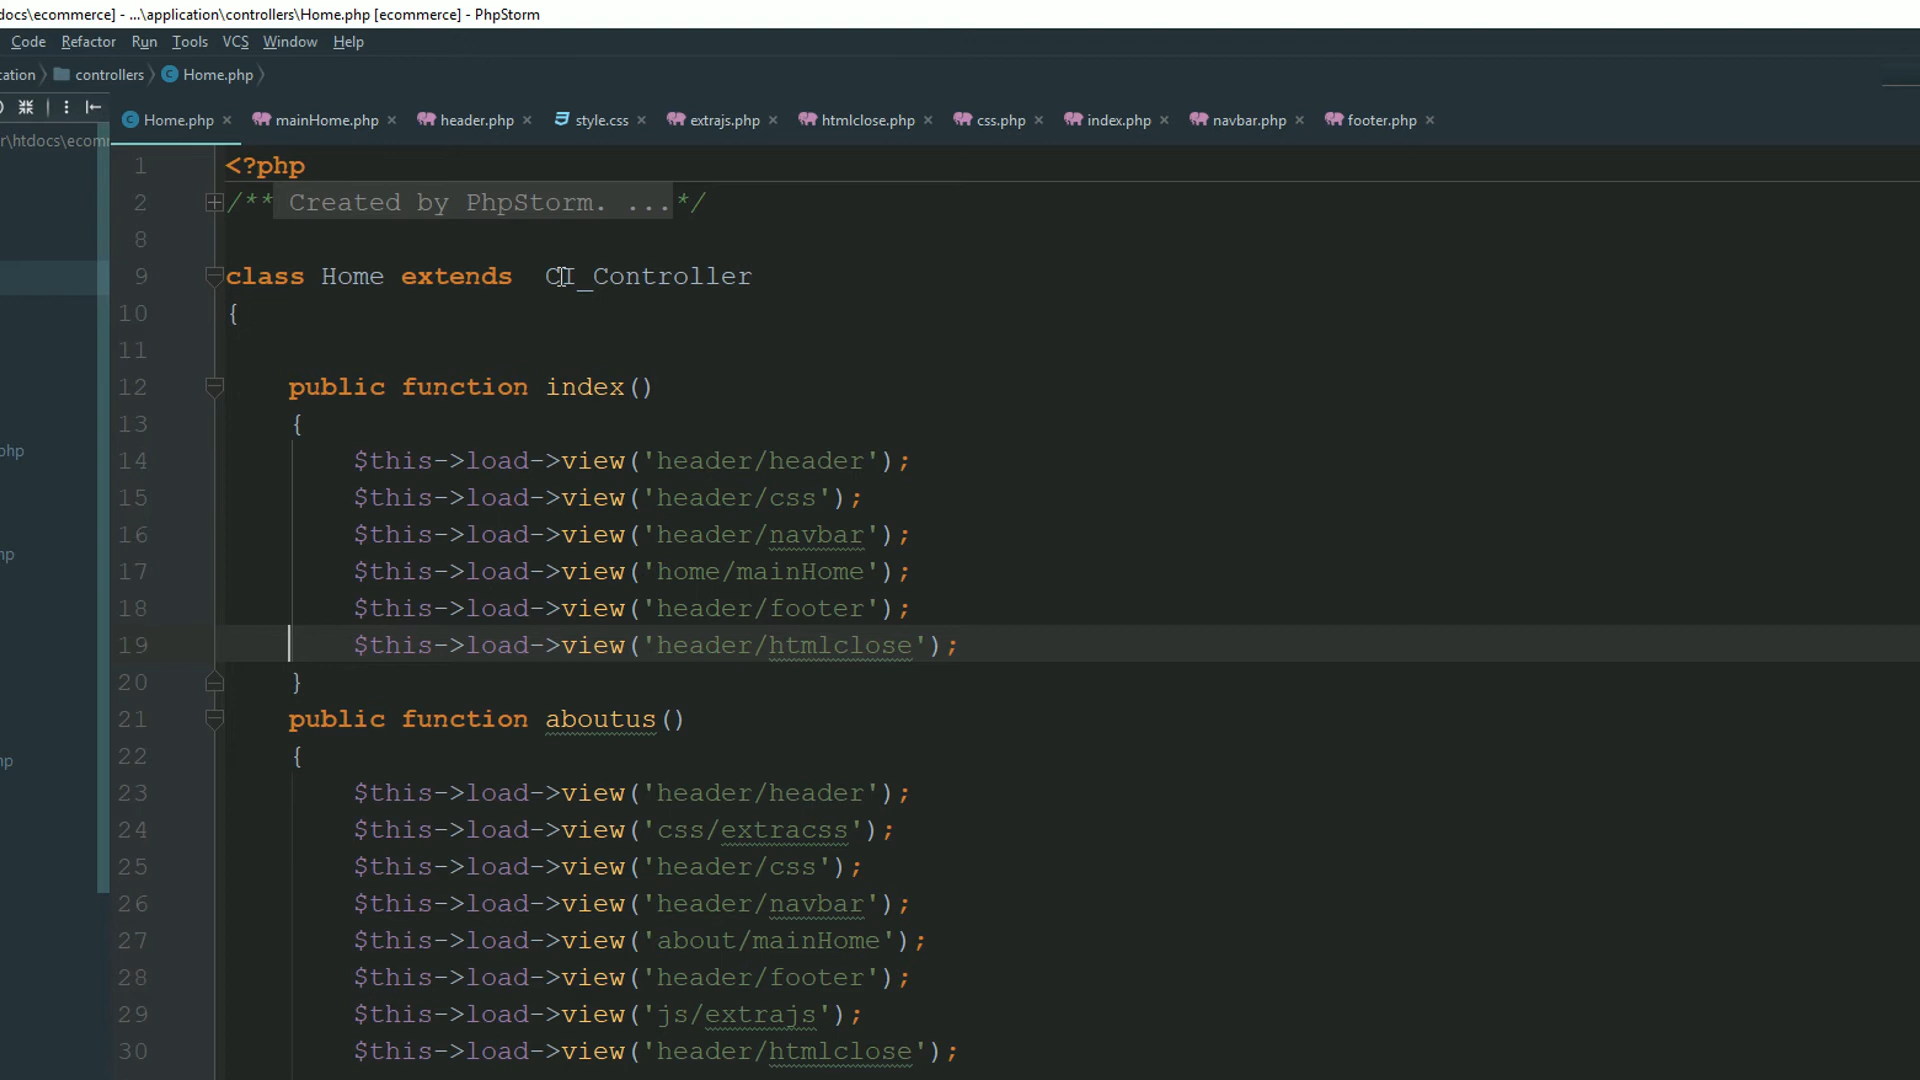 docs\ecommerce] - ...\application\controllers\Home.php [ecommerce] - PhpStorm
Code Refactor Run Tools VCS Window Help
cation controllers Home.php
Home.php mainHome.php header.php style.css extrajs.php htmlclose.php css.php index.php navbar.php footer.php
r\htdocs\ecomm
1 <?php
2 /** Created by PhpStorm. ...*/
8
9 class Home extends  CI_Controller
10 {
11
12 public function index()
13 {
14 $this->load->view('header/header');
15 $this->load->view('header/css');
16 $this->load->view('header/navbar');
17 $this->load->view('home/mainHome');
18 $this->load->view('header/footer');
19 $this->load->view('header/htmlclose');
20 }
21 public function aboutus()
22 {
23 $this->load->view('header/header');
24 $this->load->view('css/extracss');
25 $this->load->view('header/css');
26 $this->load->view('header/navbar');
27 $this->load->view('about/mainHome');
28 $this->load->view('header/footer');
29 $this->load->view('js/extrajs');
30 $this->load->view('header/htmlclose');
php
np
np